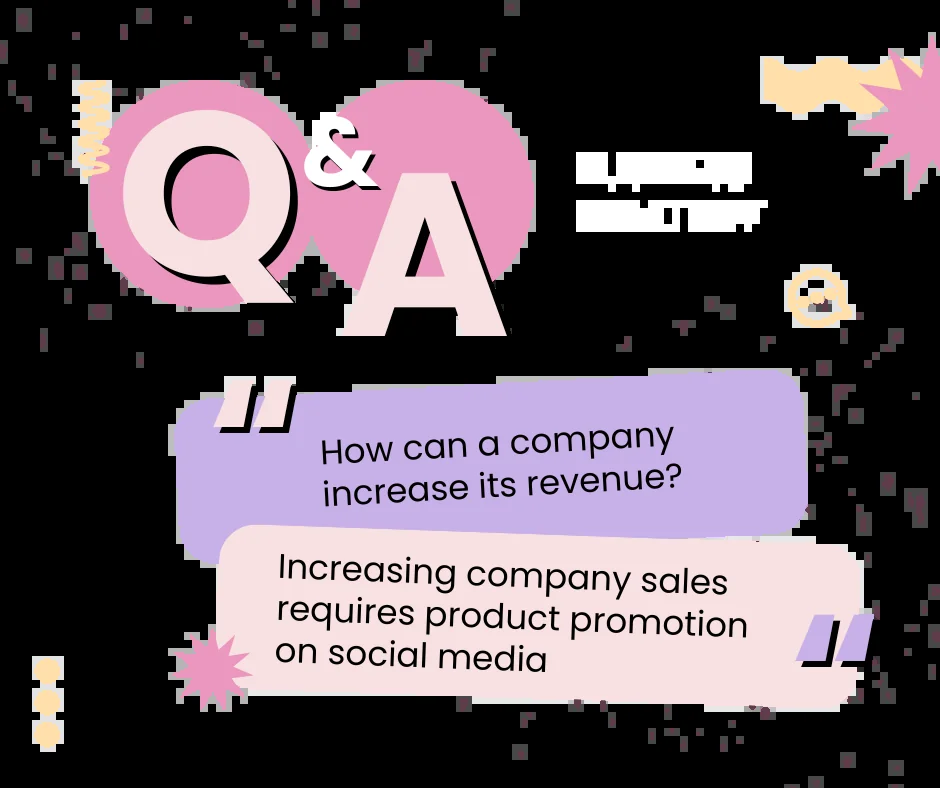 Q & A
How can a company
increase its revenue?
Increasing company sales
requires product promotion
on social media